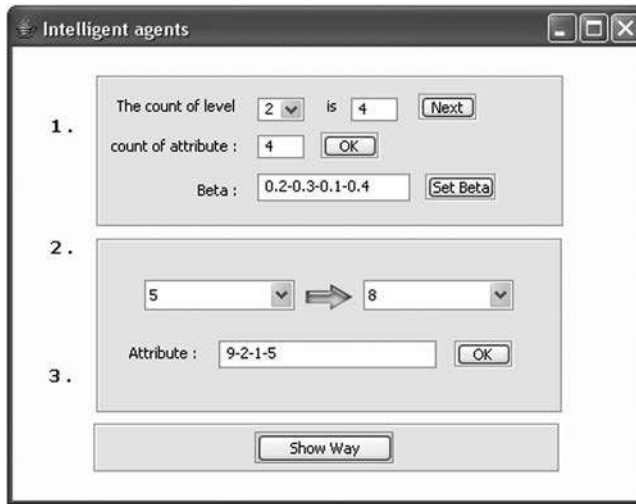 Intelligent agents
1.
The count of level 2 is 4 Next
count of attribute : 4 OK
Beta : 0.2-0.3-0.1-0.4 Set Beta
2.
5 8
Attribute : 9-2-1-5 OK
3.
Show Way